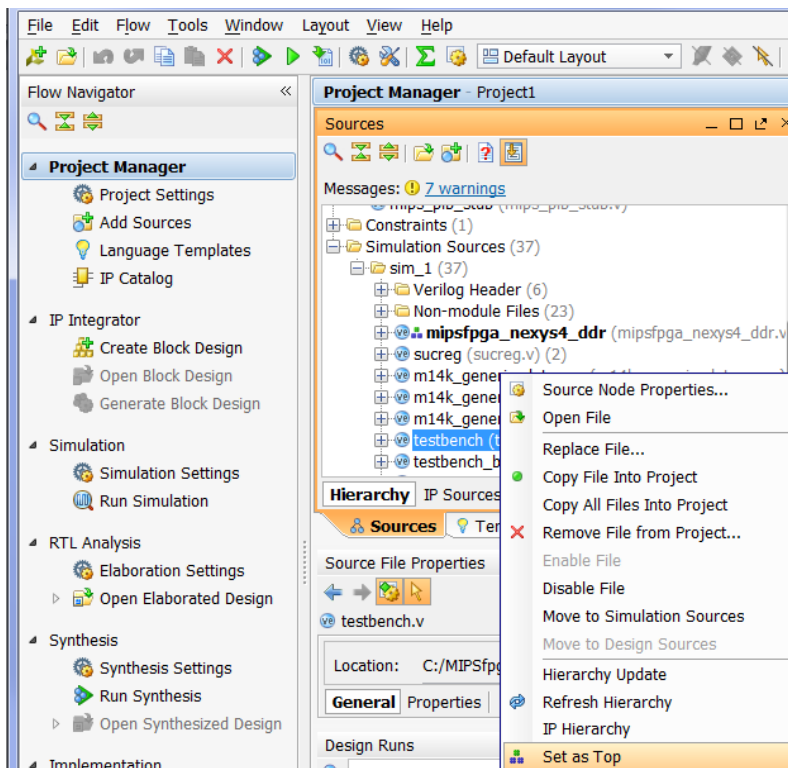 File Edit Flow Tools Window Layout View Help
Default Layout
Flow Navigator
Project Manager
Project Settings
Add Sources
Language Templates
IP Catalog
IP Integrator
Create Block Design
Open Block Design
Generate Block Design
Simulation
Simulation Settings
Run Simulation
RTL Analysis
Elaboration Settings
Open Elaborated Design
Synthesis
Synthesis Settings
Run Synthesis
Open Synthesized Design
Implementation
Project Manager - Project1
Sources
Messages: 7 warnings
mips_pib_stub (mips_pib_stub.v)
Constraints (1)
Simulation Sources (37)
sim_1 (37)
Verilog Header (6)
Non-module Files (23)
mipsfpga_nexys4_ddr (mipsfpga_nexys4_ddr.v
sucreg (sucreg.v) (2)
m14k_gener
m14k_gener
testbench (t
testbench_b
Hierarchy IP Sources
Sources Ter
Source File Properties
testbench.v
Location: C:/MIPSfpg
General Properties
Design Runs
Source Node Properties...
Open File
Replace File...
Copy File Into Project
Copy All Files Into Project
Remove File from Project...
Enable File
Disable File
Move to Simulation Sources
Move to Design Sources
Hierarchy Update
Refresh Hierarchy
IP Hierarchy
Set as Top